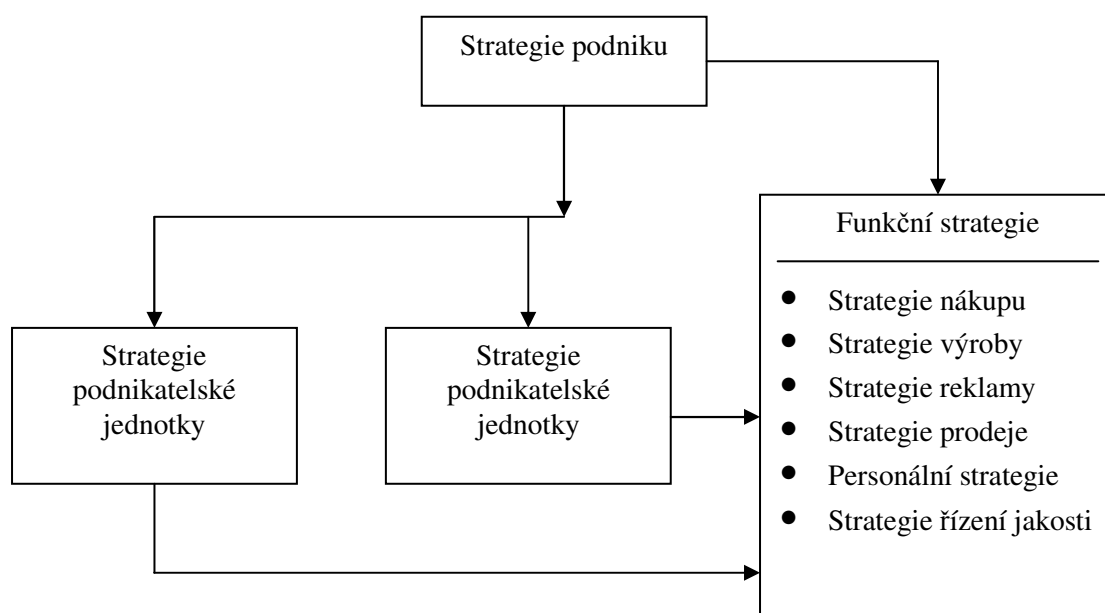 Strategie podniku
Funkční strategie
● Strategie nákupu
● Strategie výroby
● Strategie reklamy
● Strategie prodeje
● Personální strategie
● Strategie řízení jakosti
Strategie
podnikatelské
jednotky
Strategie
podnikatelské
jednotky